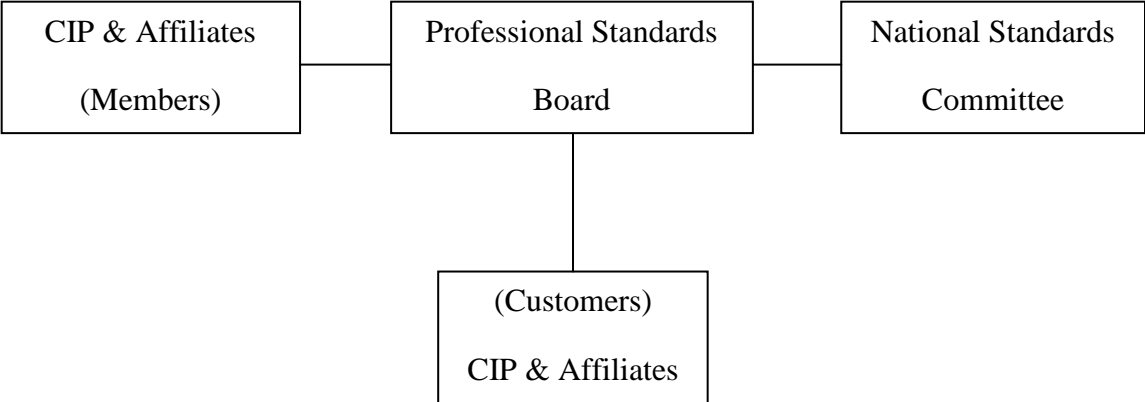 CIP & Affiliates
(Members)
Professional Standards
Board
National Standards
Committee
(Customers)
CIP & Affiliates